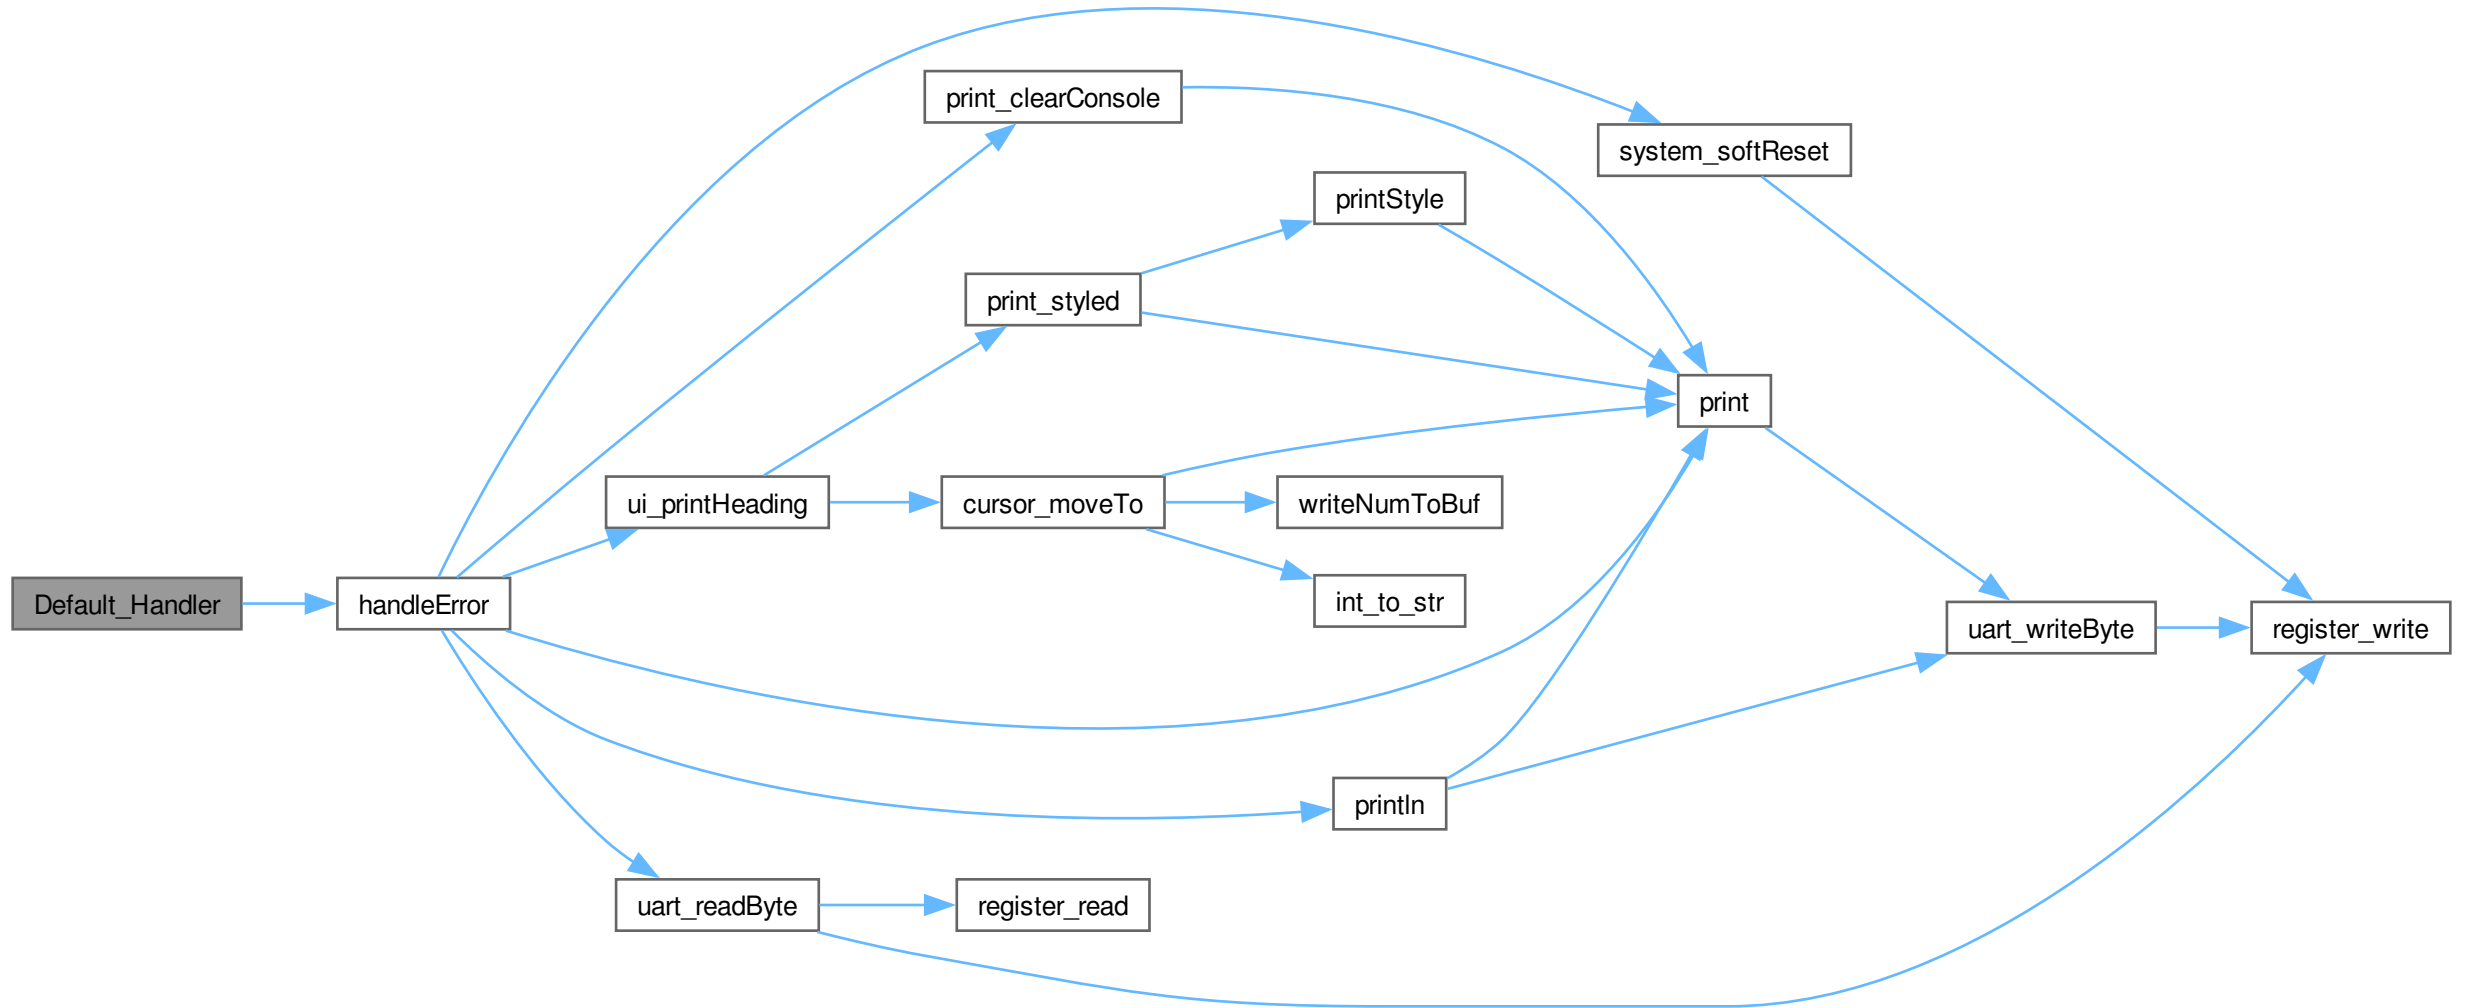 print_clearConsole
system_softReset
printStyle
print_styled
print
ui_printHeading
cursor_moveTo
writeNumToBuf
Default_Handler
handleError
int_to_str
uart_writeByte
register_write
println
uart_readByte
register_read